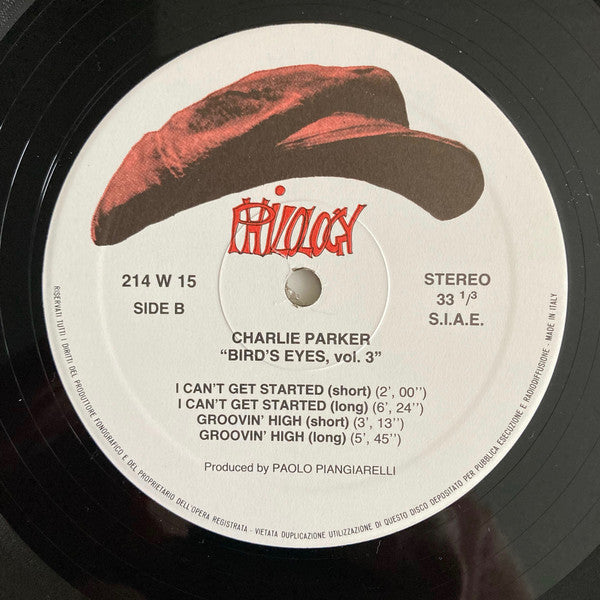 PHILOLOGY
214 W 15
SIDE B
STEREO
33 1/3
S.I.A.E.
CHARLIE PARKER
“BIRD'S EYES, vol. 3”
I CAN'T GET STARTED (short) (2', 00'')
I CAN'T GET STARTED (long) (6', 24'')
GROOVIN' HIGH (short) (3', 13'')
GROOVIN' HIGH (long) (5', 45'')
Produced by PAOLO PIANGIARELLI
RISERVATI TUTTI I DIRITTI DEL PRODUTTORE FONOGRAFICO E DEL PROPRIETARIO DELL'OPERA REGISTRATA - VIETATA DUPLICAZIONE UTILIZZAZIONE DI QUESTO DISCO DEPOSITATO PER PUBBLICA ESECUZIONE E RADIODIFFUSIONE - MADE IN ITALY